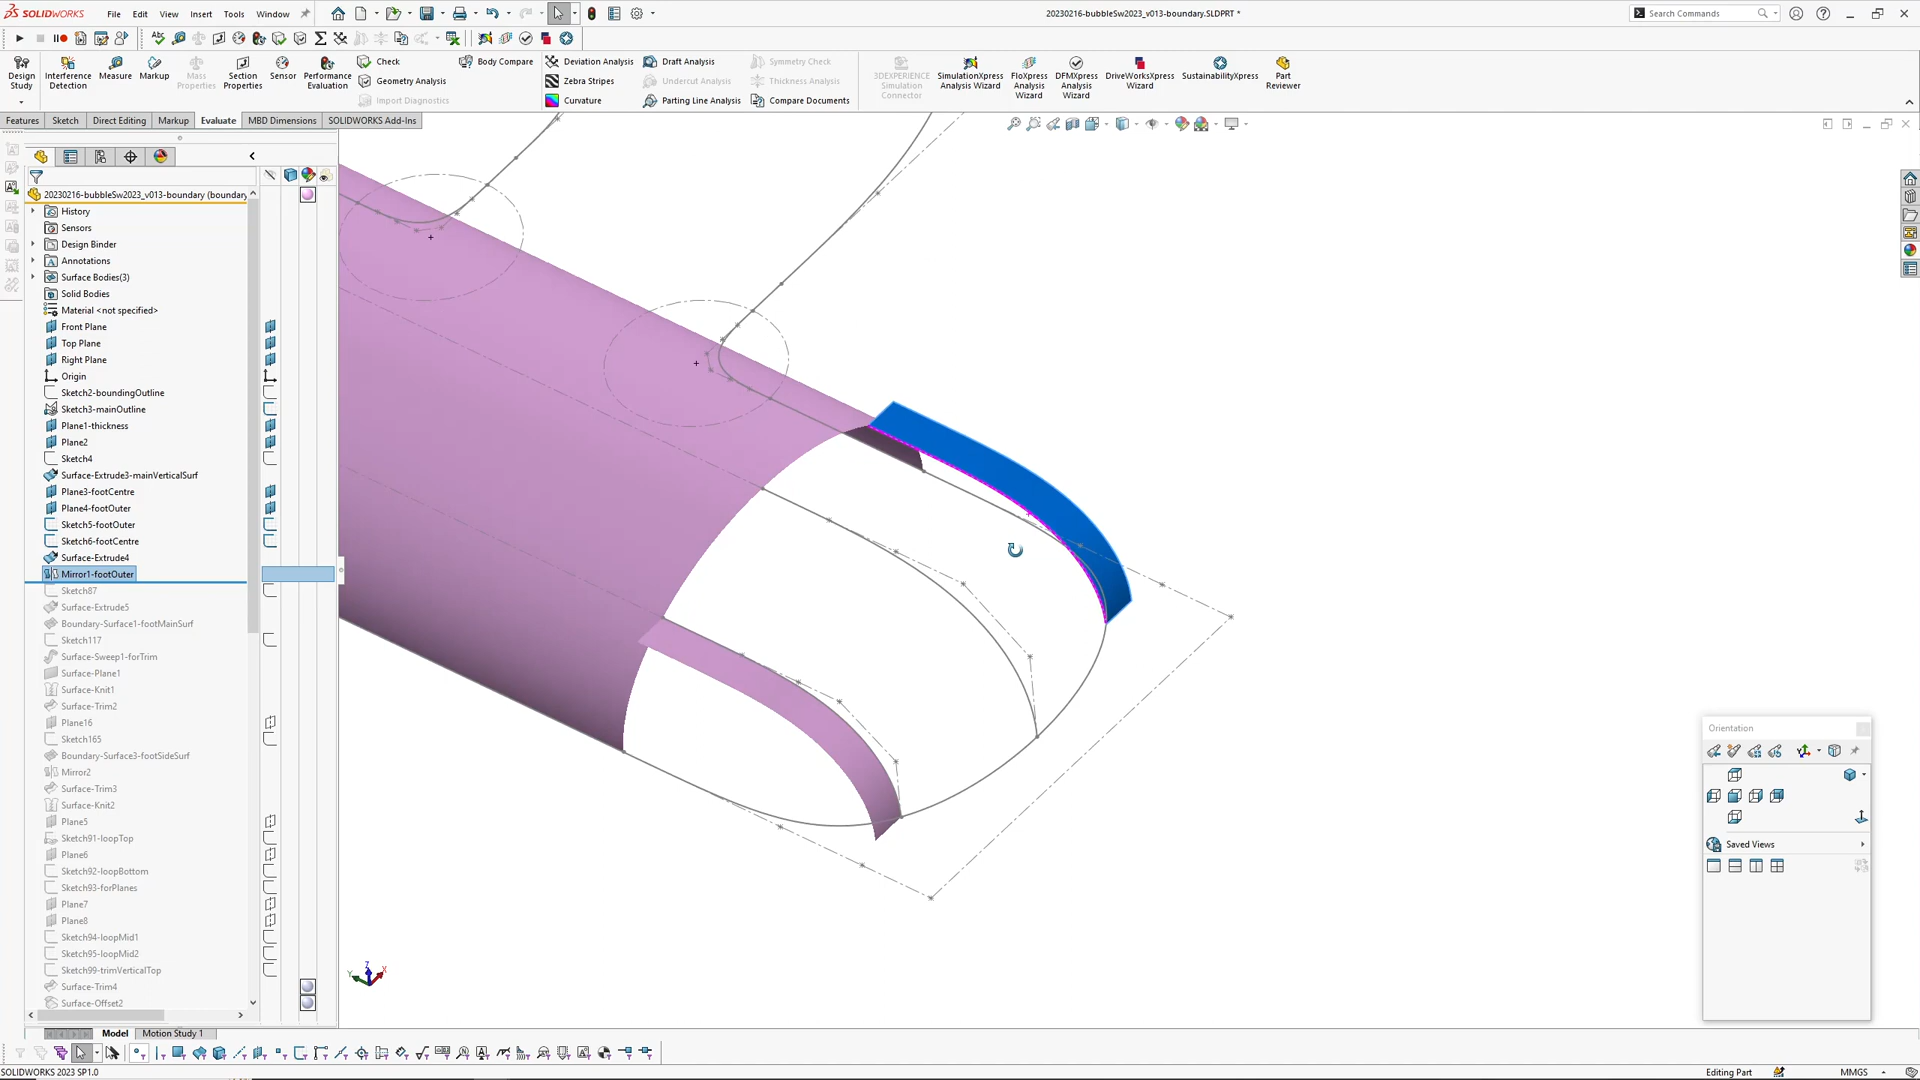 SOLIDWORKS File Edit View Insert Tools Window 20230216-bubbleSw2023_v013-boundary.SLDPRT * Search Commands
Design Study
Interference Detection
Measure
Markup
Mass Properties
Section Properties
Sensor
Performance Evaluation
Check
Geometry Analysis
Import Diagnostics
Body Compare
Deviation Analysis
Zebra Stripes
Curvature
Draft Analysis
Undercut Analysis
Parting Line Analysis
Symmetry Check
Thickness Analysis
Compare Documents
3DEXPERIENCE Simulation Connector
SimulationXpress Analysis Wizard
FloXpress Analysis Wizard
DFMXpress Analysis Wizard
DriveWorksXpress Wizard
SustainabilityXpress
Part Reviewer
Features Sketch Direct Editing Markup Evaluate MBD Dimensions SOLIDWORKS Add-Ins
20230216-bubbleSw2023_v013-boundary (boundary
History
Sensors
Design Binder
Annotations
Surface Bodies(3)
Solid Bodies
Material <not specified>
Front Plane
Top Plane
Right Plane
Origin
Sketch2-boundingOutline
Sketch3-mainOutline
Plane1-thickness
Plane2
Sketch4
Surface-Extrude3-mainVerticalSurf
Plane3-footCentre
Plane4-footOuter
Sketch5-footOuter
Sketch6-footCentre
Surface-Extrude4
Mirror1-footOuter
Sketch87
Surface-Extrude5
Boundary-Surface1-footMainSurf
Sketch117
Surface-Sweep1-forTrim
Surface-Plane1
Surface-Knit1
Surface-Trim2
Plane16
Sketch165
Boundary-Surface3-footSideSurf
Mirror2
Surface-Trim3
Surface-Knit2
Plane5
Sketch91-loopTop
Plane6
Sketch92-loopBottom
Sketch93-forPlanes
Plane7
Plane8
Sketch94-loopMid1
Sketch95-loopMid2
Sketch99-trimVerticalTop
Surface-Trim4
Surface-Offset2
Orientation
Saved Views
Z
Y
X
Model Motion Study 1
SOLIDWORKS 2023 SP1.0 Editing Part MMGS